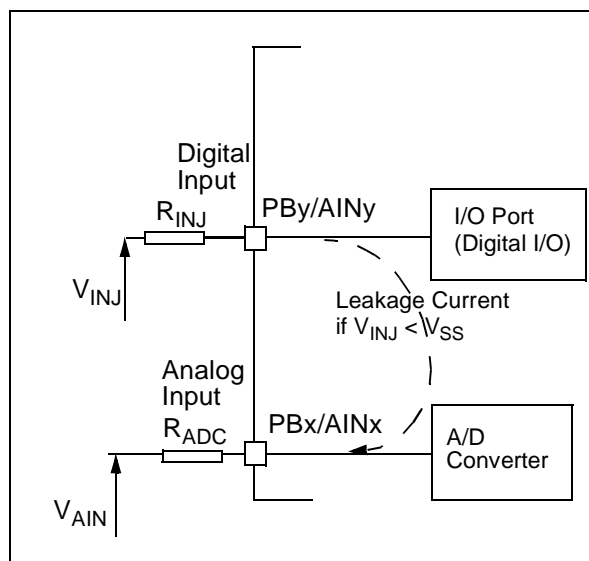 Digital
Input
R_INJ
PBy/AINy
I/O Port
(Digital I/O)
V_INJ
Leakage Current
if V_INJ < V_SS
Analog
Input
R_ADC
PBx/AINx
A/D
Converter
V_AIN